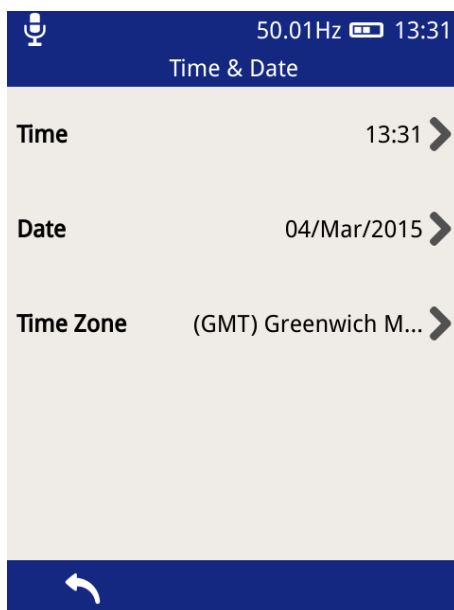 50.01Hz 13:31
Time & Date
Time 13:31
Date 04/Mar/2015
Time Zone (GMT) Greenwich M...